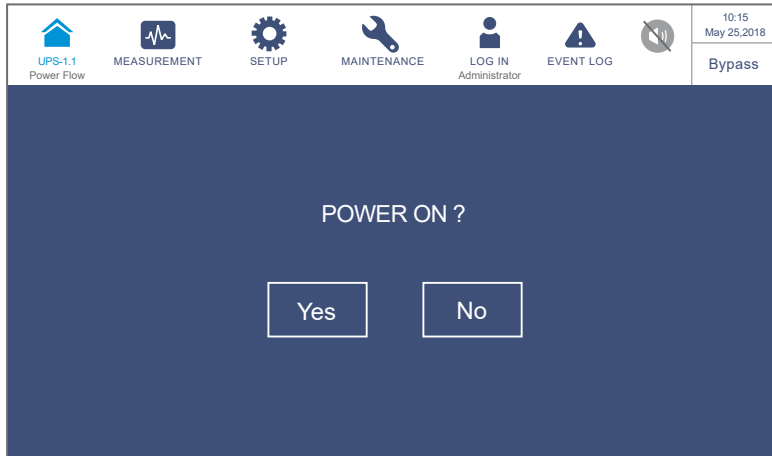 UPS-1.1
Power Flow
MEASUREMENT
SETUP
MAINTENANCE
LOG IN
Administrator
EVENT LOG
10:15
May 25,2018
Bypass
POWER ON ?
Yes
No